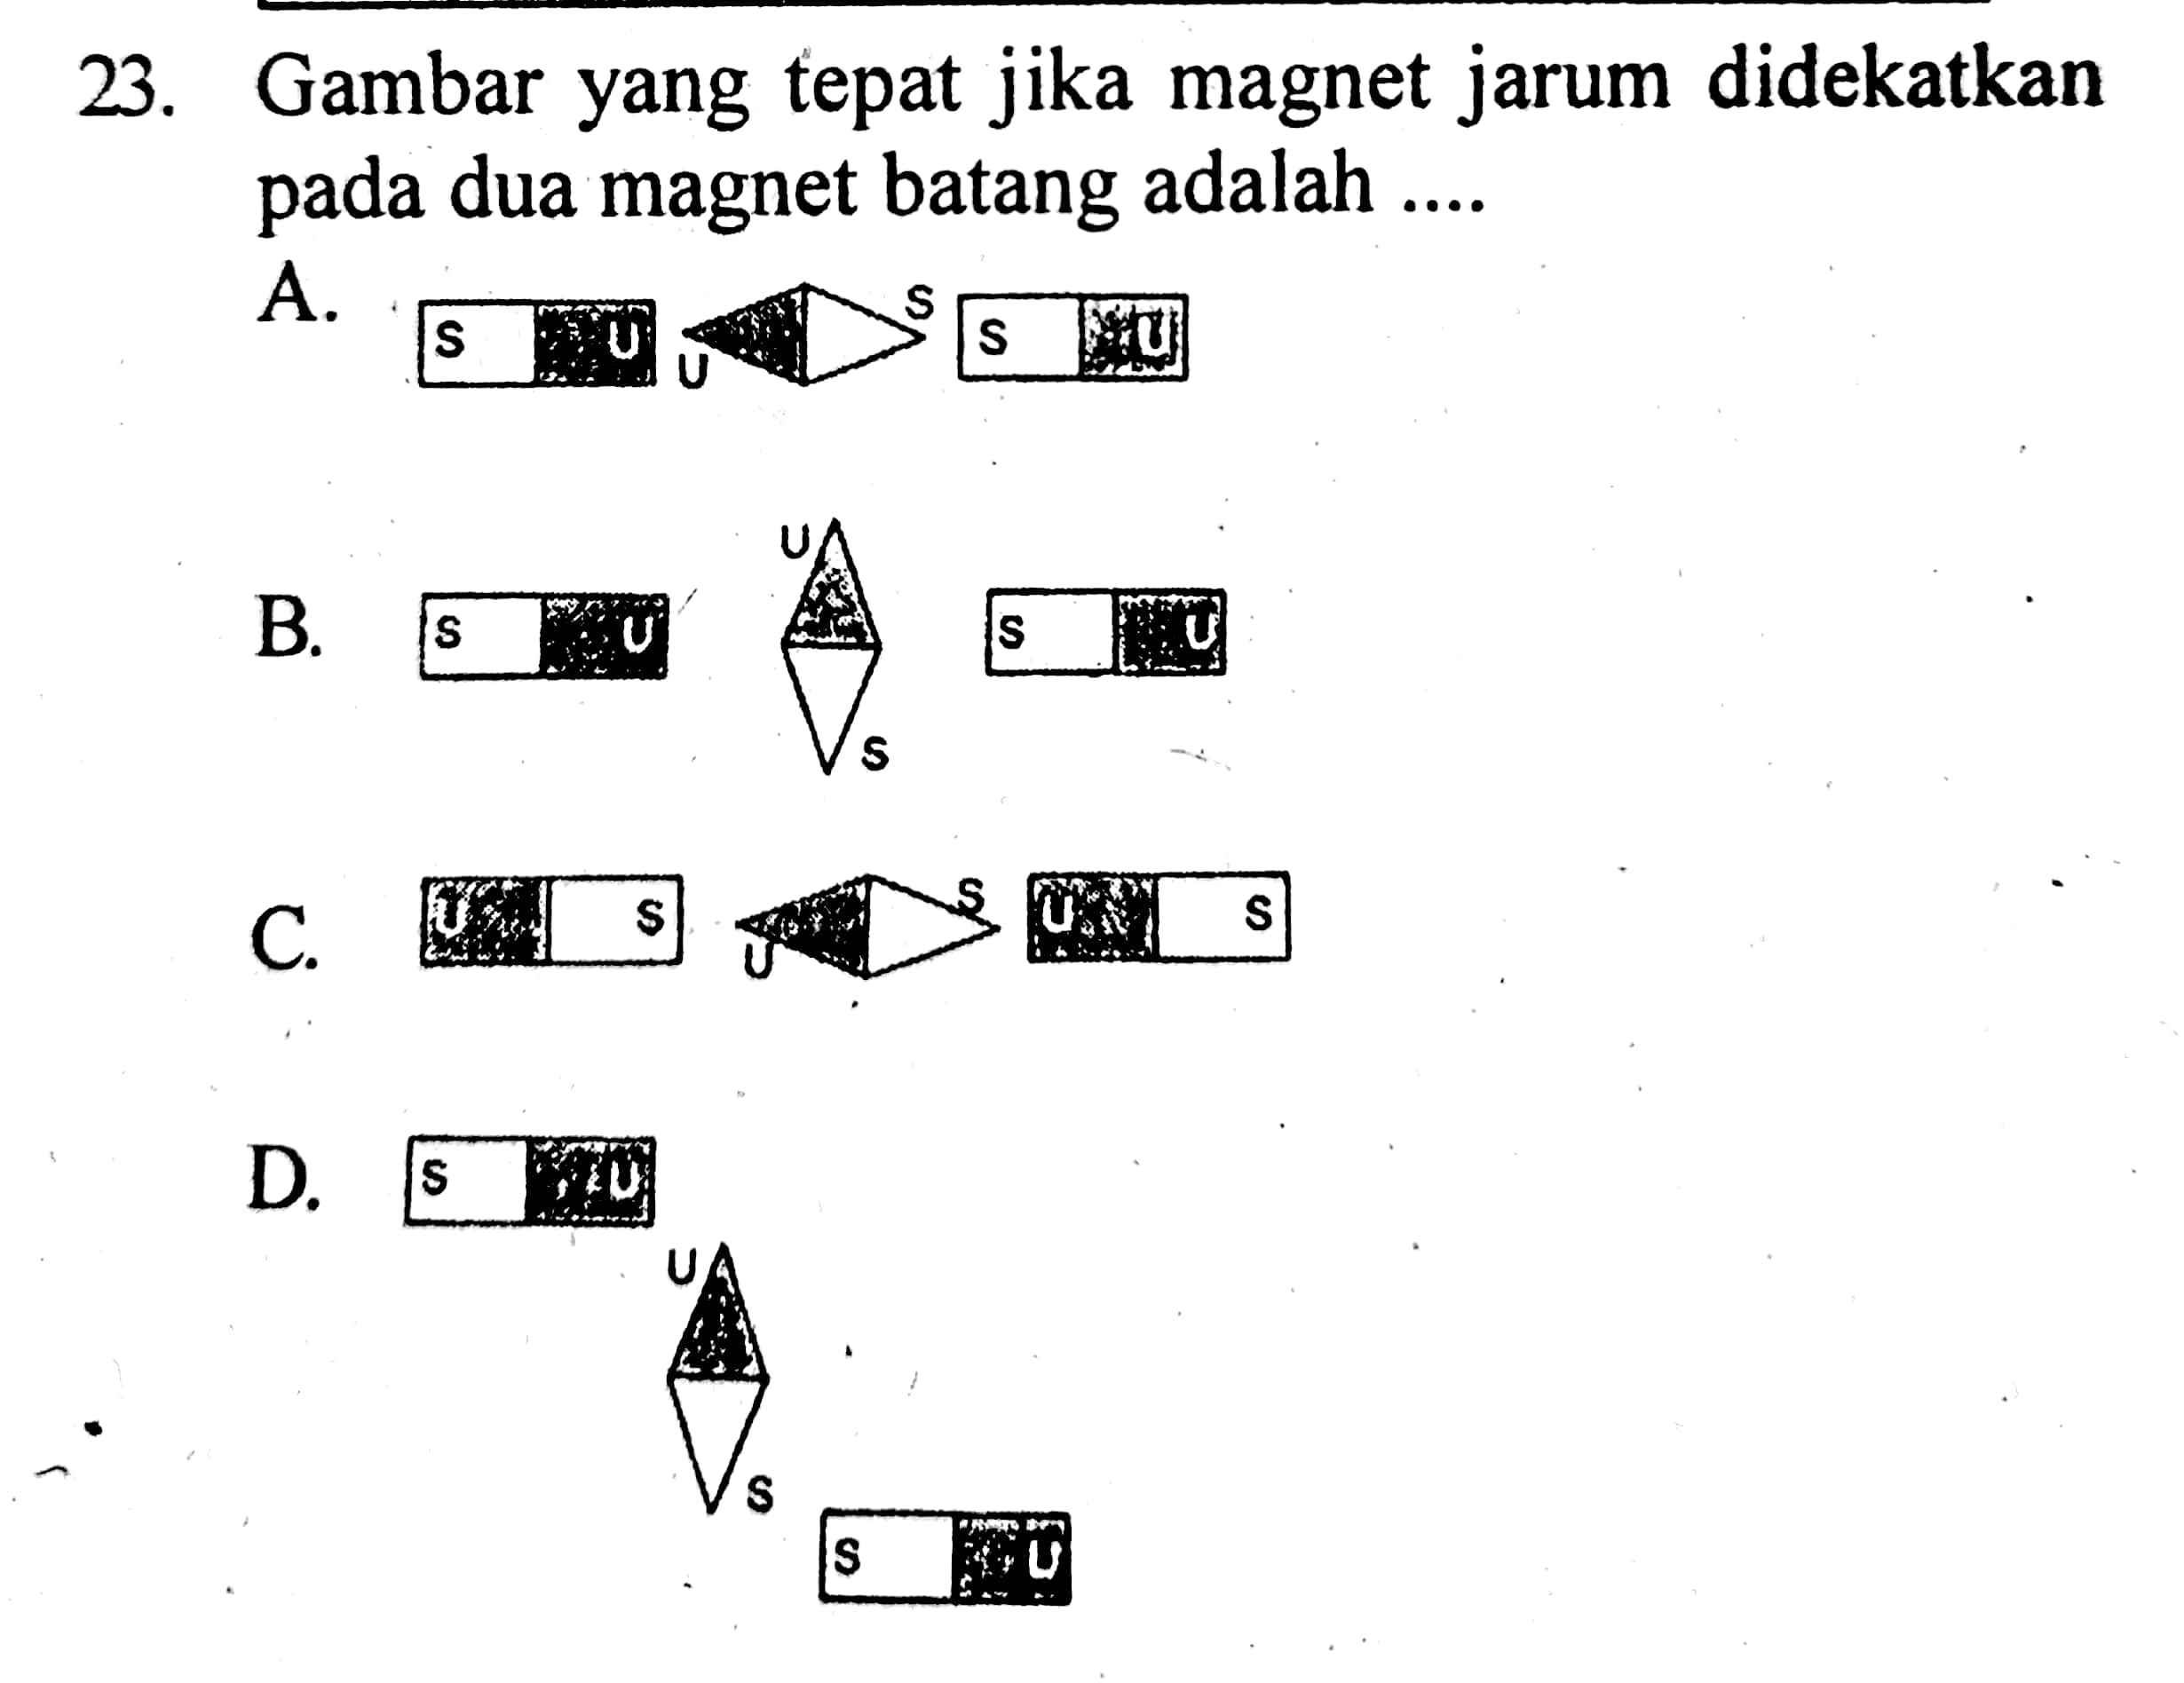 23. Gambar yang tepat jika magnet jarum didekatkan
pada dua magnet batang adalah ....
A.
S U U S S U
B.
S U U S S U
C.
U S U S U S
D.
S U
U
S
S U